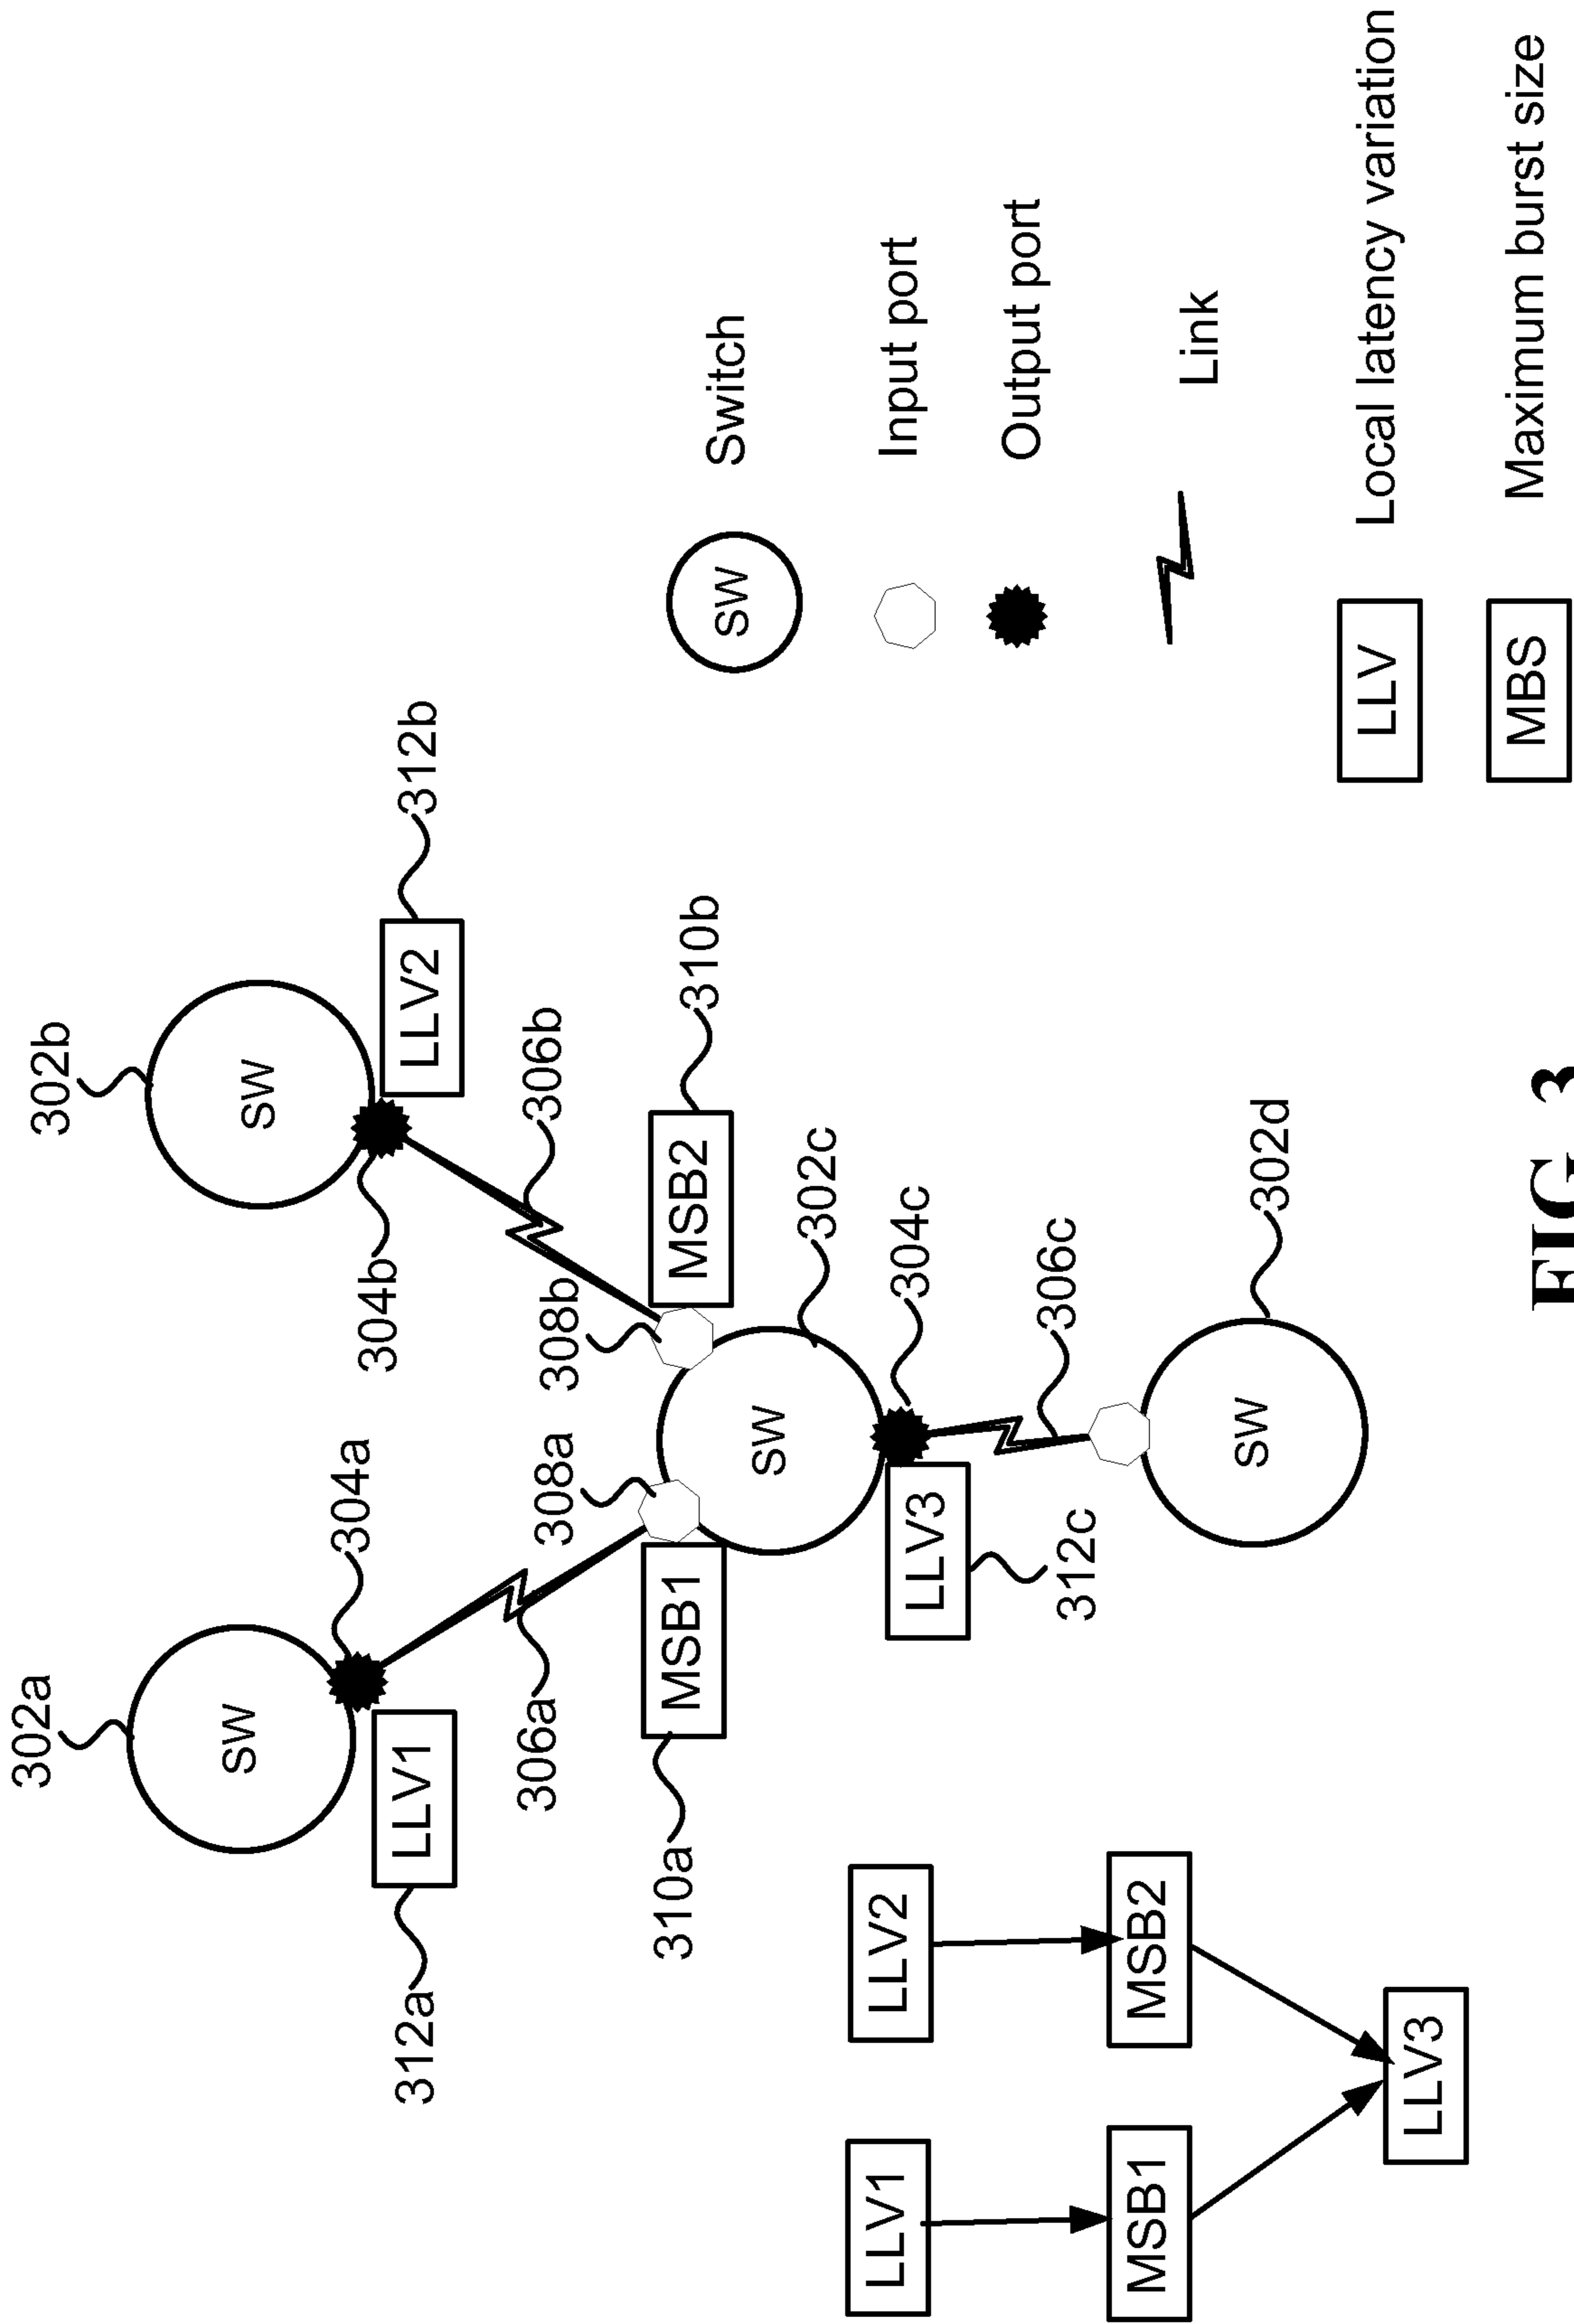 302a
302b
SW
SW
304a
304b
LLV1
LLV2
312a
312b
306a
306b
308a
308b
310a
MSB1
MSB2
310b
SW
302c
LLV3
304c
312c
306c
SW
302d
LLV1
LLV2
MSB1
MSB2
LLV3
SW
Switch
Input port
Output port
Link
LLV
Local latency variation
MBS
Maximum burst size
FIG 3